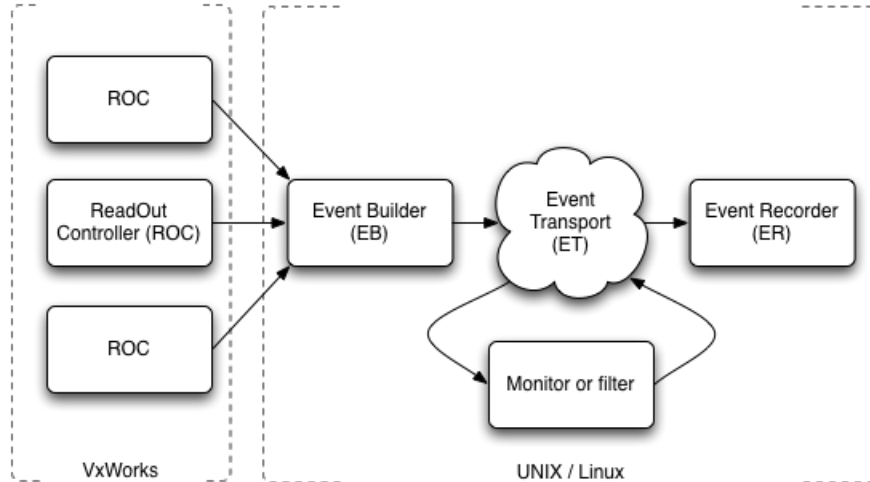 ROC
ReadOut
Controller (ROC)
ROC
Event Builder
(EB)
Event
Transport
(ET)
Event Recorder
(ER)
Monitor or filter
VxWorks
UNIX / Linux